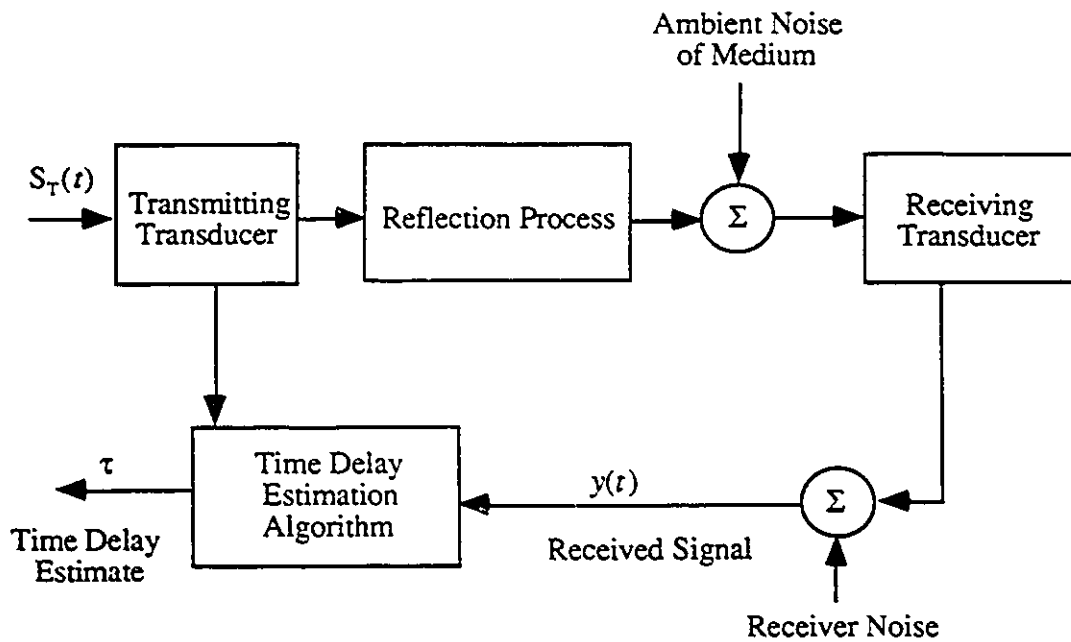 Ambient Noise
of Medium
S_T(t)
Transmitting
Transducer
Reflection Process
Σ
Receiving
Transducer
τ
Time Delay
Estimate
Time Delay
Estimation
Algorithm
y(t)
Received Signal
Σ
Receiver Noise